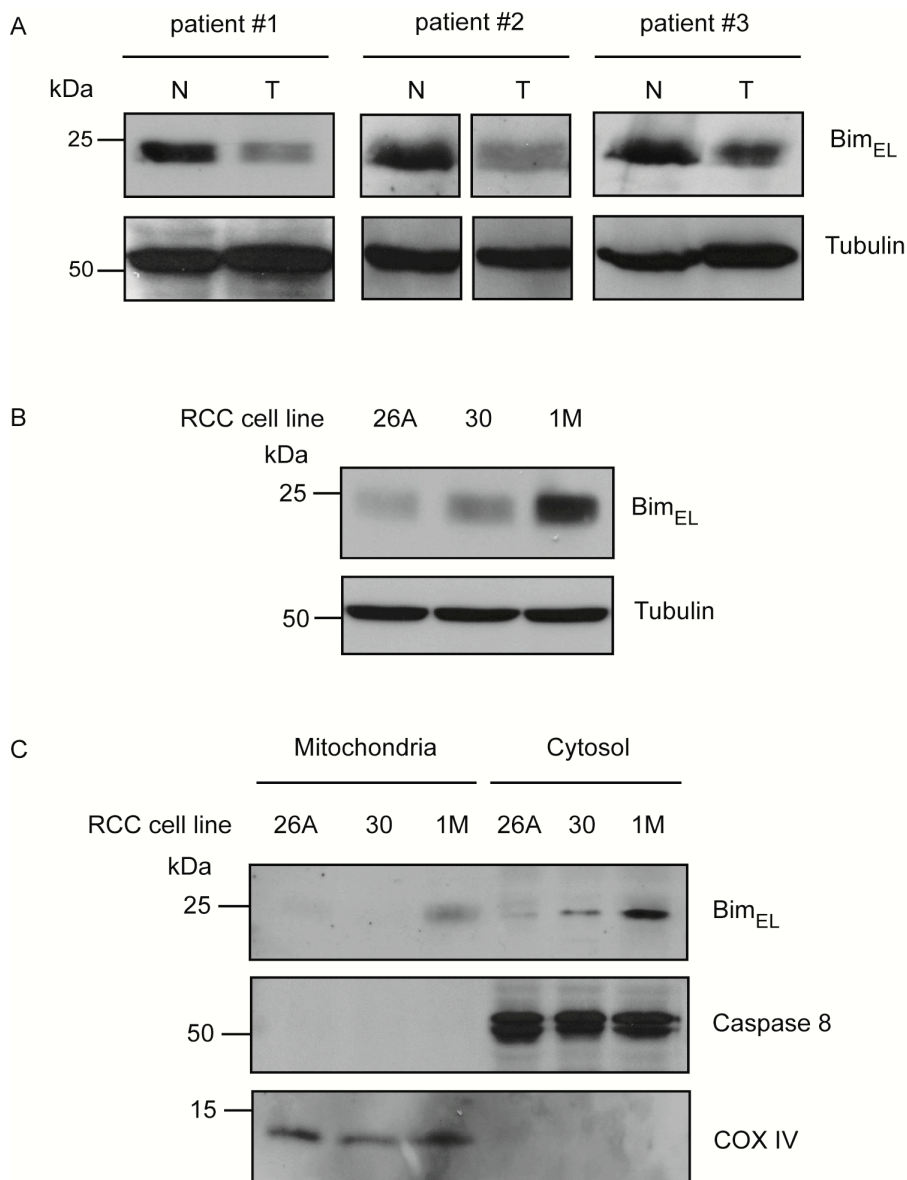 A
patient #1 patient #2 patient #3
kDa N T N T N T
25 BimEL
50 Tubulin
B
RCC cell line 26A 30 1M
kDa
25 BimEL
50 Tubulin
C
Mitochondria Cytosol
RCC cell line 26A 30 1M 26A 30 1M
kDa
25 BimEL
50 Caspase 8
15 COX IV